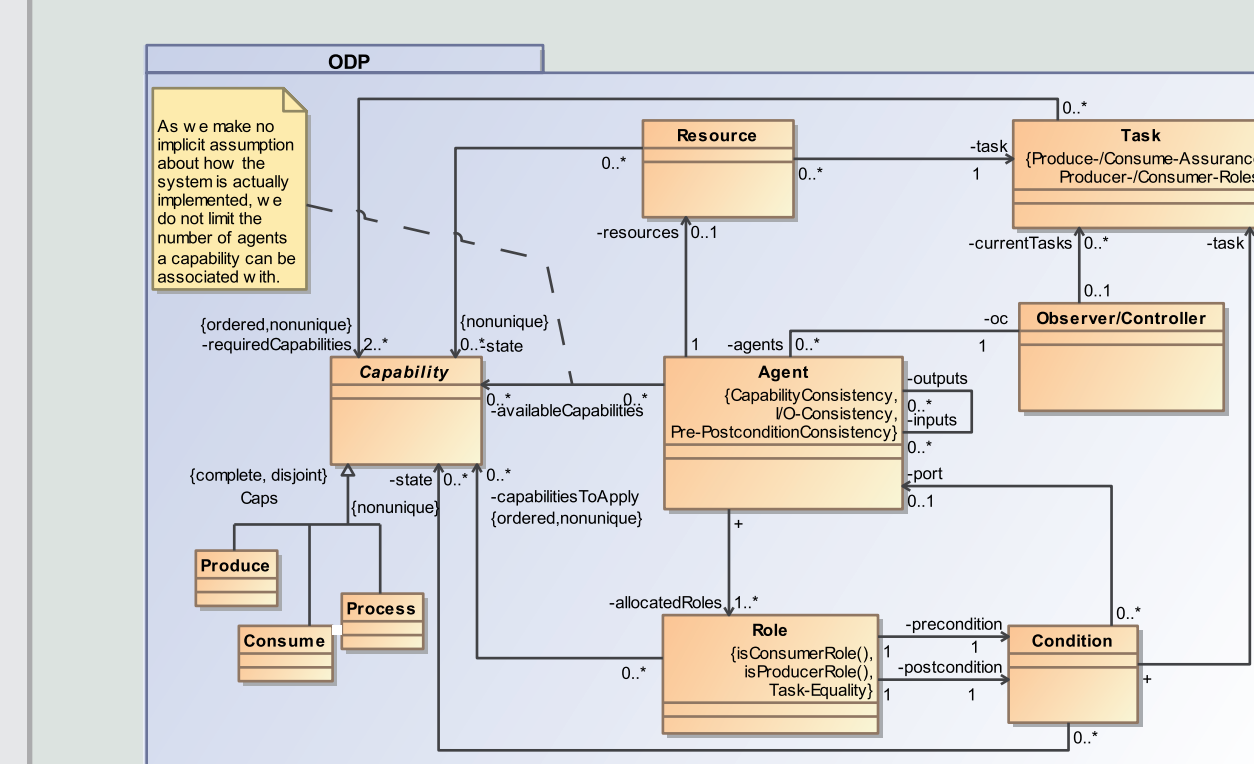 ODP
As we make no
implicit assumption
about how the
system is actually
implemented, we
do not limit the
number of agents
a capability can be
associated with.
0..*
Resource
0..*
0..*
-task
1
Task
{Produce-/Consume-Assurance
Producer-/Consumer-Roles
-resources
0..1
-currentTasks
0..*
-task
0..1
{ordered,nonunique}
-requiredCapabilities
2..*
{nonunique}
0..*
-state
1
-agents
0..*
-oc
1
Observer/Controller
Capability
0..*
-availableCapabilities
0..*
Agent
{CapabilityConsistency,
I/O-Consistency,
Pre-PostconditionConsistency}
-outputs
0..*
-inputs
0..*
-port
0..1
{complete, disjoint}
Caps
-state
0..*
{nonunique}
0..*
-capabilitiesToApply
{ordered,nonunique}
+
Produce
Process
Consume
-allocatedRoles
1..*
0..*
Role
{isConsumerRole(),
isProducerRole(),
Task-Equality}
-precondition
1
1
-postcondition
1
1
0..*
Condition
+
0..*